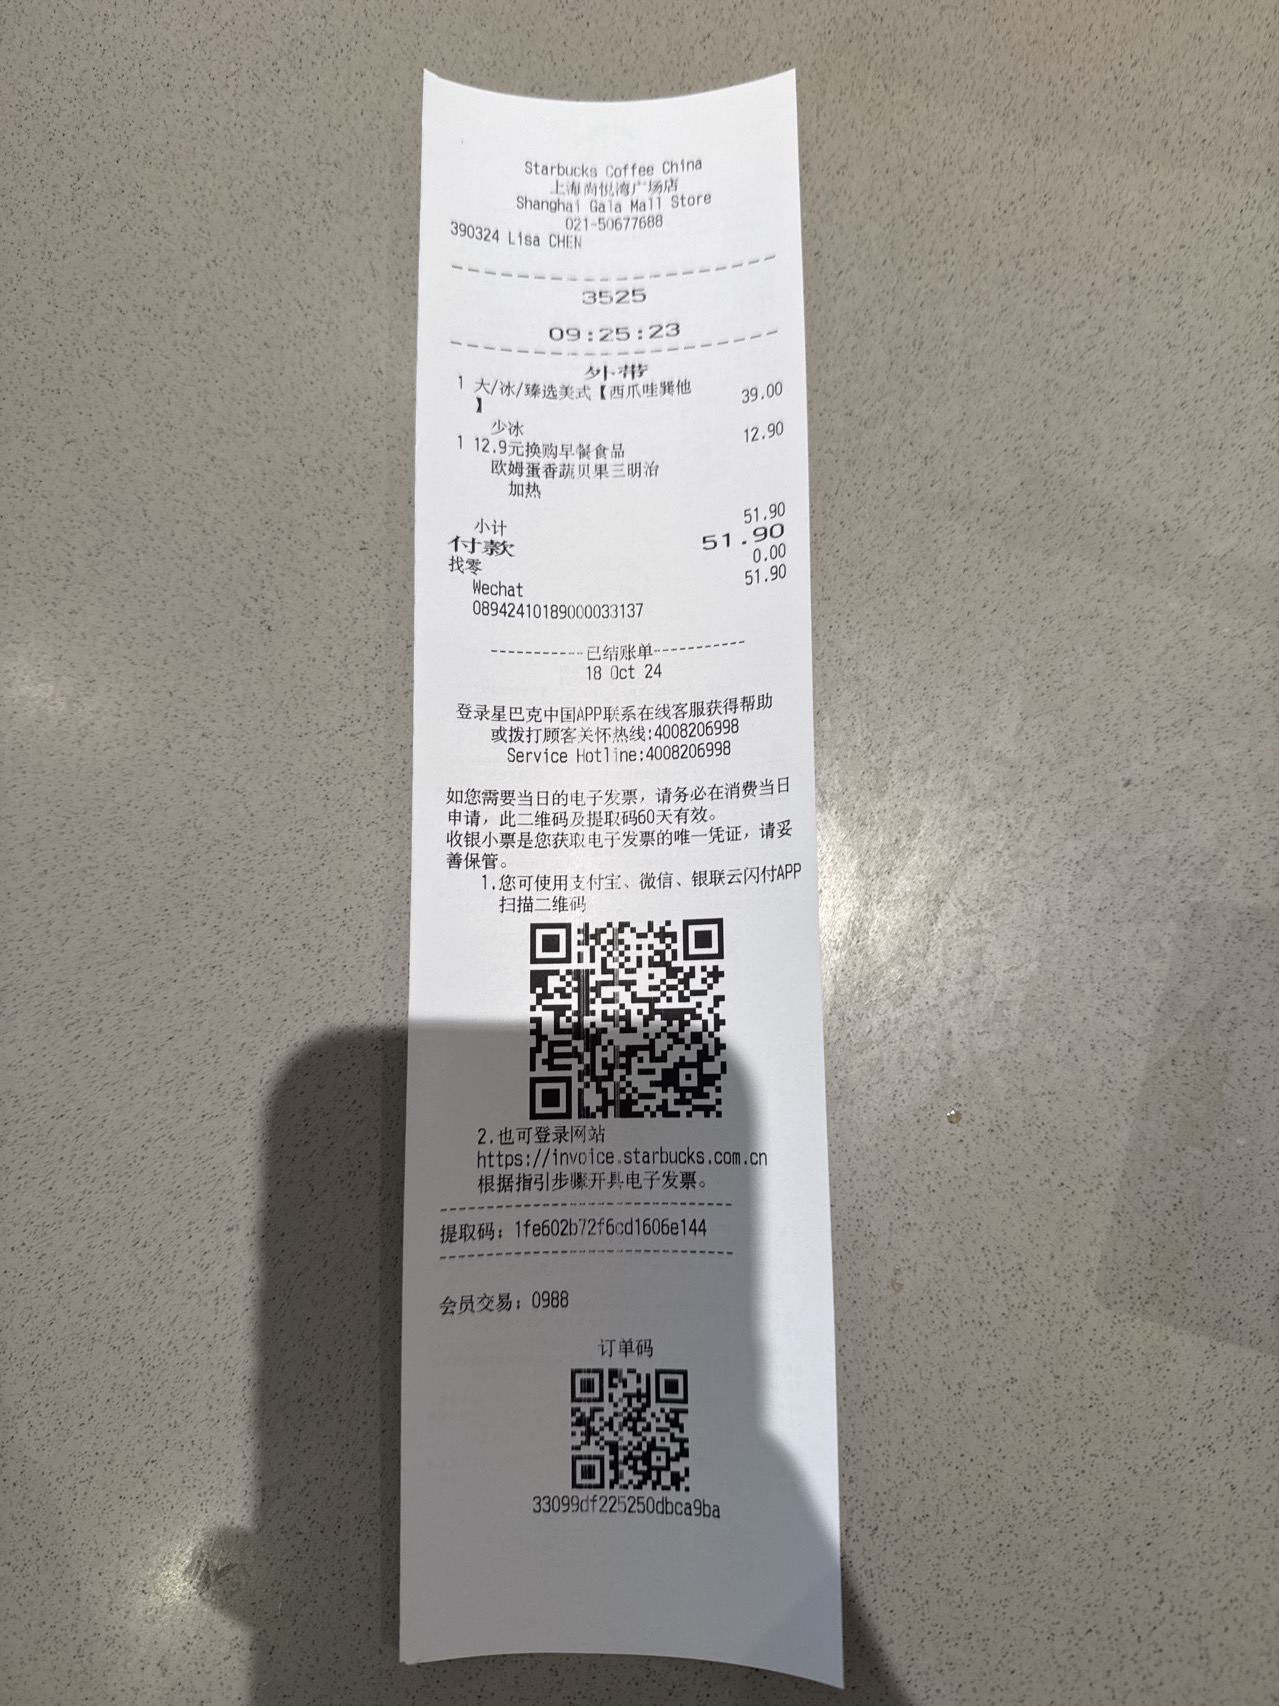 Starbucks Coffee China
上海尚悦湾广场店
Shanghai Gala Mall Store
021-50677688
390324 Lisa CHEN
3525
09:25:23
外带
1 大/冰/臻选美式【西爪哇巽他 39.00
】
少冰
1 12.9元换购早餐食品 12.90
欧姆蛋香蔬贝果三明治
加热
小计 51.90
付款 51.90
找零 0.00
Wechat 51.90
08942410189000033137
已结账单
18 Oct 24
登录星巴克中国APP联系在线客服获得帮助
或拨打顾客关怀热线:4008206998
Service Hotline:4008206998
如您需要当日的电子发票，请务必在消费当日
申请，此二维码及提取码60天有效。
收银小票是您获取电子发票的唯一凭证，请妥
善保管。
1.您可使用支付宝、微信、银联云闪付APP
扫描二维码
2.也可登录网站
https://invoice.starbucks.com.cn
根据指引步骤开具电子发票。
提取码：1fe602b72f6cd1606e144
会员交易：0988
订单码
33099df225250dbca9ba